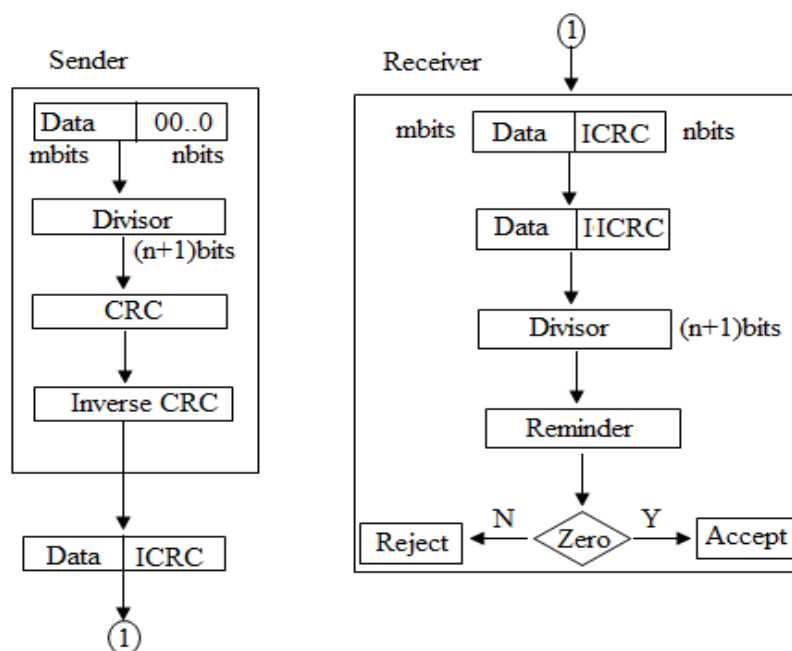 Sender
Data 00..0
mbits nbits
Divisor
(n+1)bits
CRC
Inverse CRC
Data ICRC
1
1
Receiver
mbits Data ICRC nbits
Data IICRC
Divisor (n+1)bits
Reminder
N Y
Reject Zero Accept